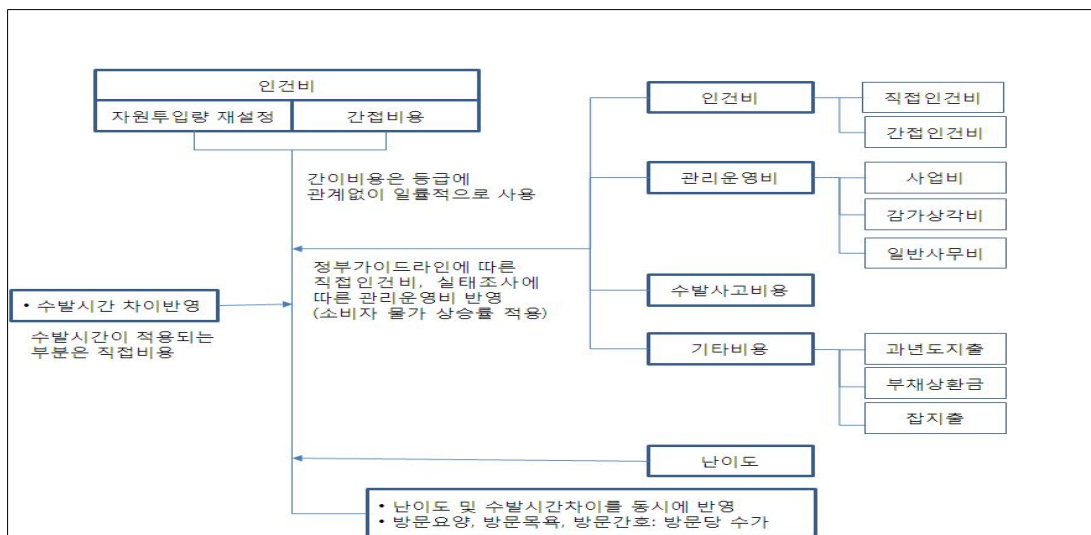 인건비
자원투입량 재설정
간접비용
간이비용은 등급에
관계없이 일률적으로 사용
정부가이드라인에 따른
직접인건비, 실태조사에
따른 관리운영비 반영
(소비자 물가 상승률 적용)
• 수발시간 차이반영
수발시간이 적용되는
부분은 직접비용
인건비
직접인건비
간접인건비
관리운영비
사업비
감가상각비
일반사무비
수발사고비용
기타비용
과년도지출
부채상환금
잡지출
난이도
• 난이도 및 수발시간차이를 동시에 반영
• 방문요양, 방문목욕, 방문간호: 방문당 수가